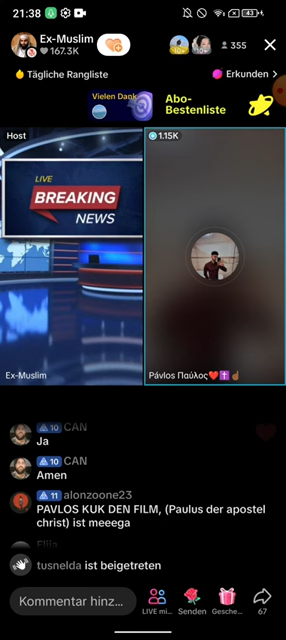 21:38
43
Ex-Muslim
167.3K
355
Tägliche Rangliste
Erkunden >
Vielen Dank
Abo-
Bestenliste
Host
1.15K
LIVE
BREAKING
NEWS
Ex-Muslim
Pávlos Παύλος❤️✝️☝🏾
10 CAN
Ja
10 CAN
Amen
11 alonzoone23
PAVLOS KUK DEN FILM, (Paulus der apostel
christ) ist meeega
Elija
tusnelda ist beigetreten
Kommentar hinz...
LIVE mi...
Senden
Gesche...
67